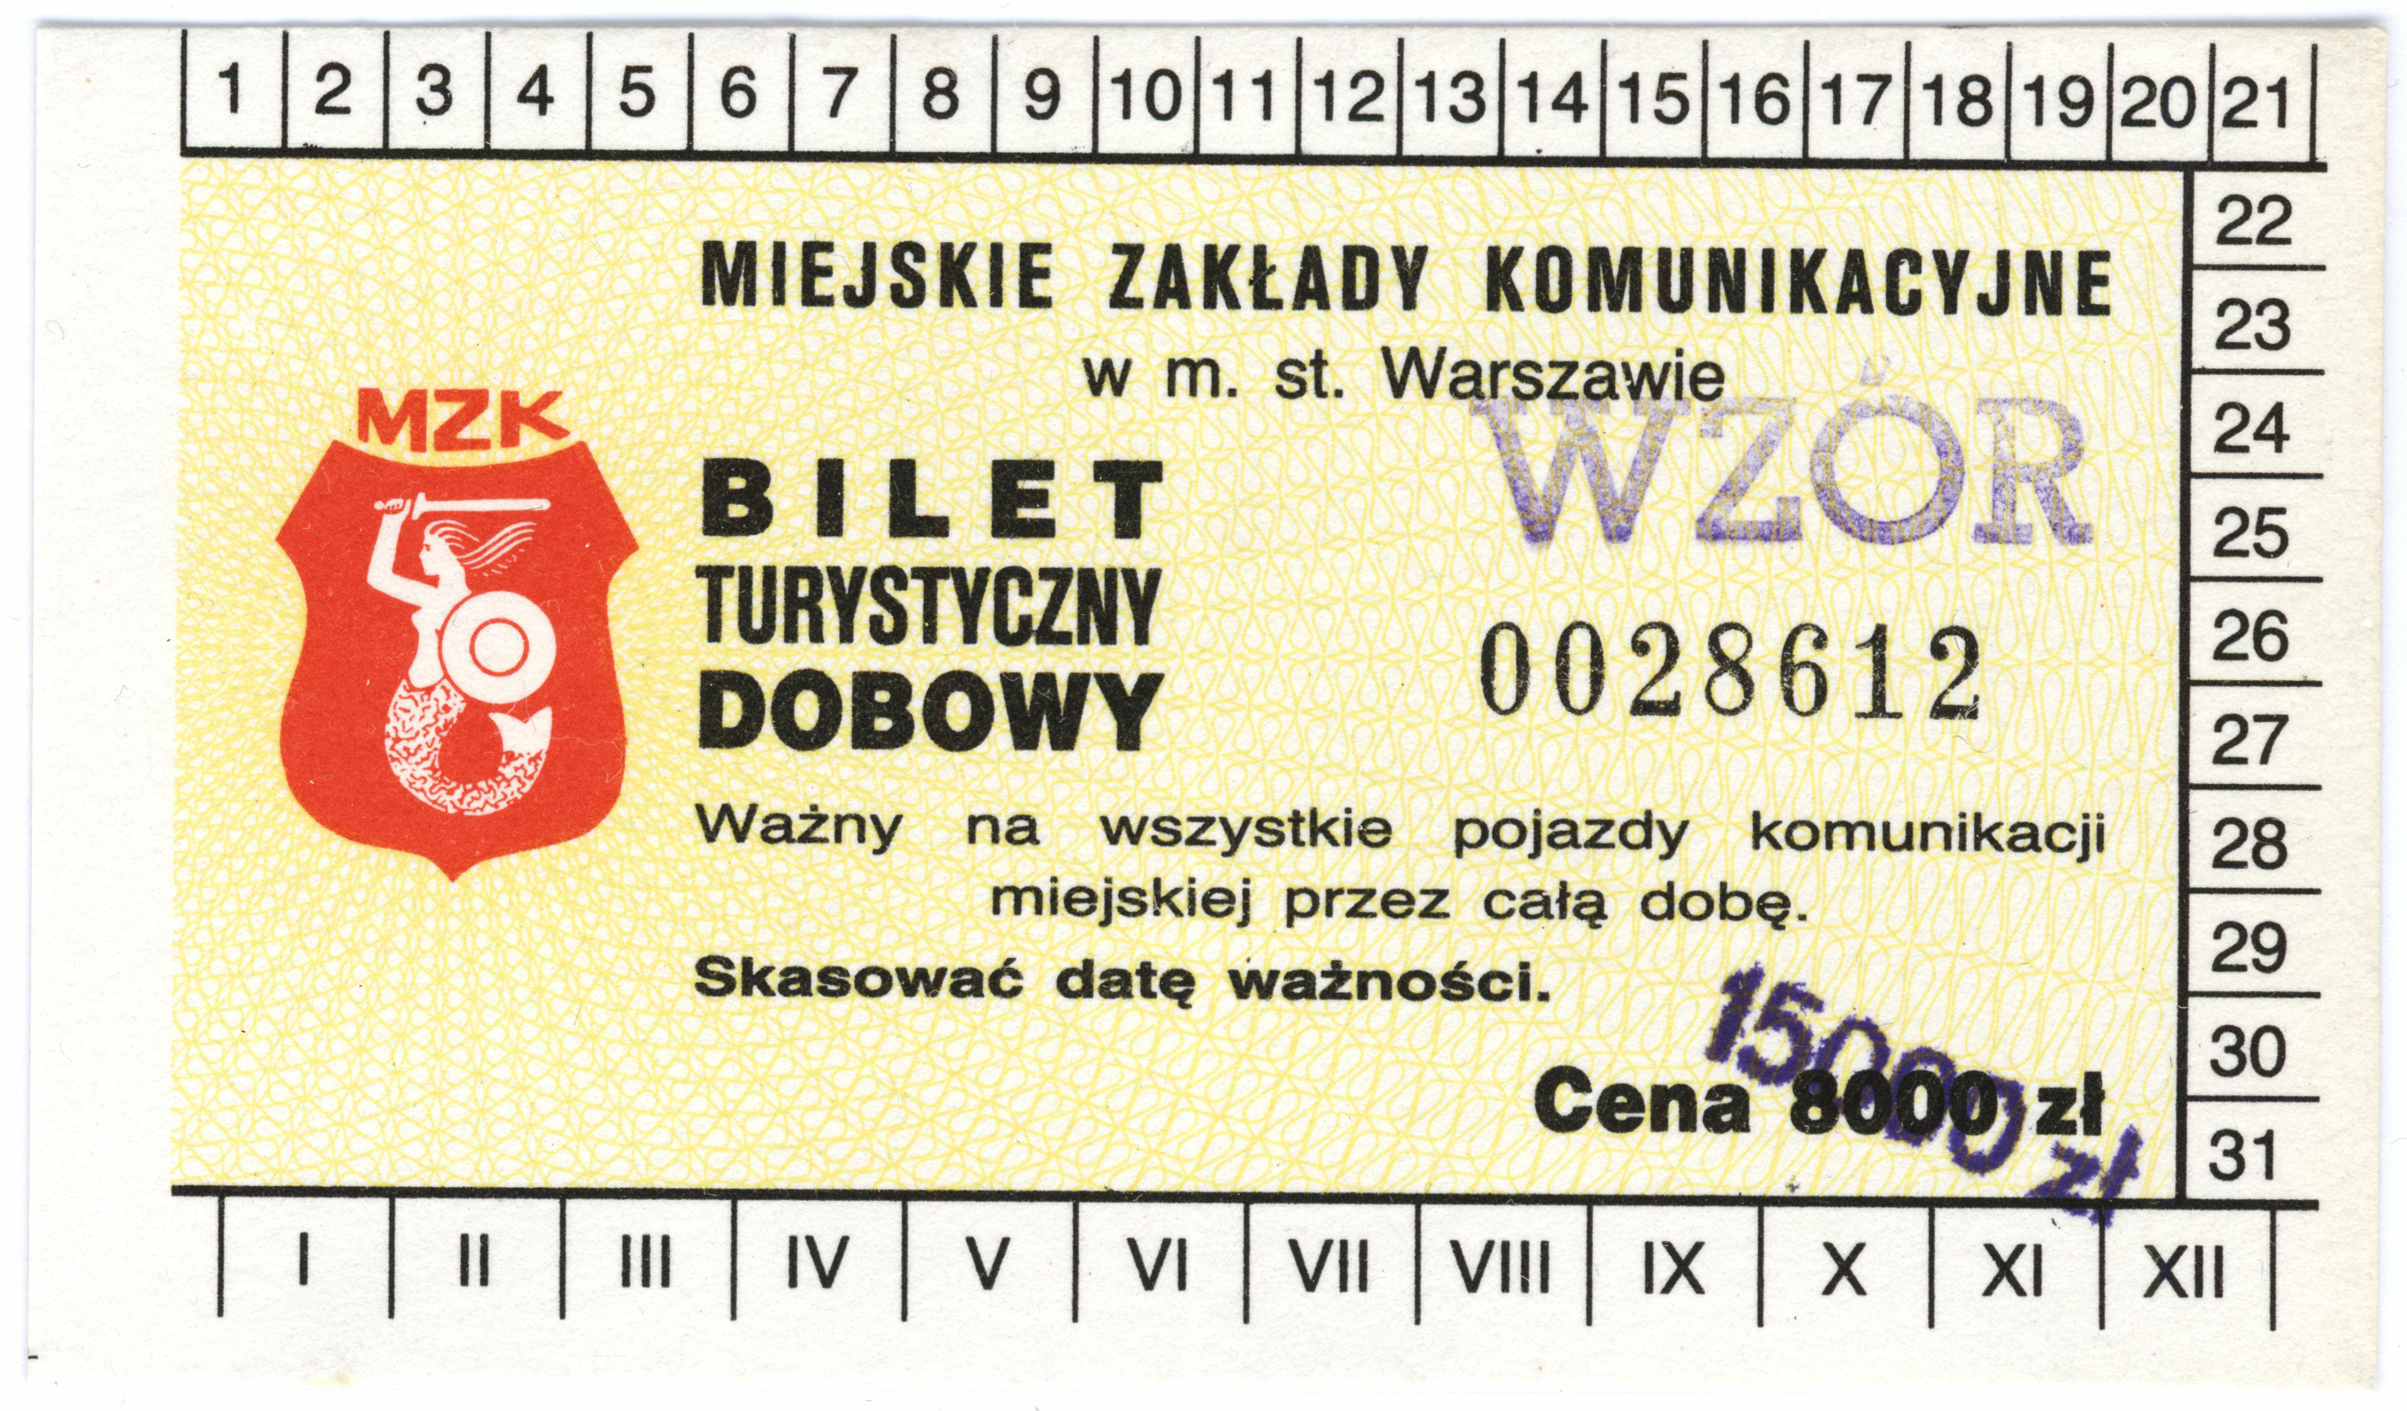 1 2 3 4 5 6 7 8 9 10 11 12 13 14 15 16 17 18 19 20 21
MIEJSKIE ZAKŁADY KOMUNIKACYJNE
w m. st. Warszawie
WZÓR
MZK
BILET
TURYSTYCZNY
DOBOWY
0028612
Ważny na wszystkie pojazdy komunikacji
miejskiej przez całą dobę.
Skasować datę ważności.
15000 zł
Cena 8000 zł
22
23
24
25
26
27
28
29
30
31
I II III IV V VI VII VIII IX X XI XII